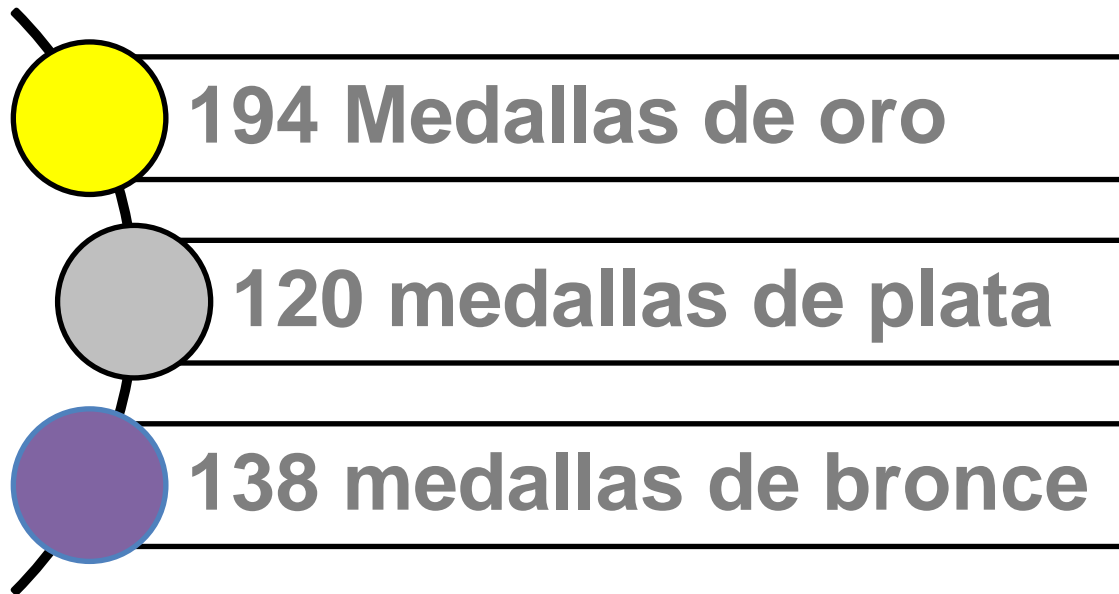 194 Medallas de oro
120 medallas de plata
138 medallas de bronce